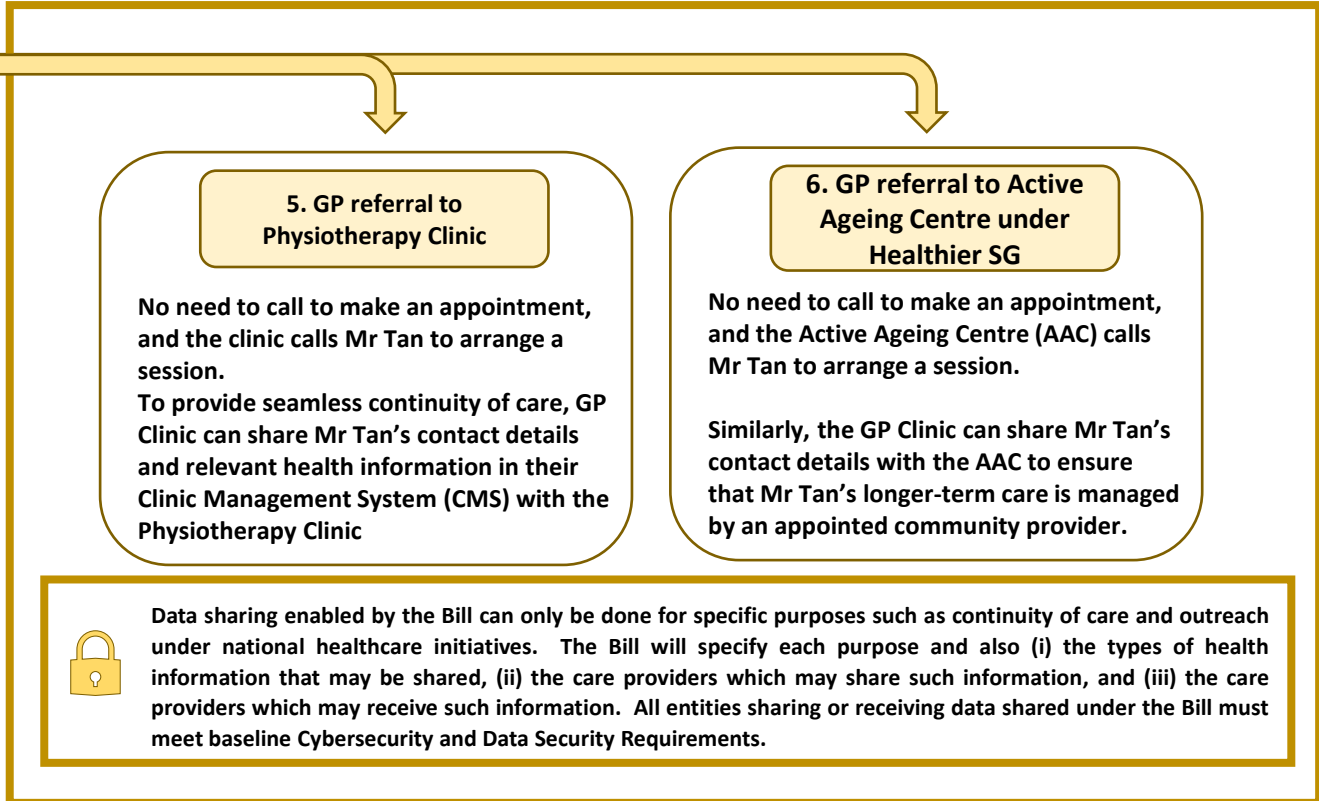 5. GP referral to
Physiotherapy Clinic
No need to call to make an appointment,
and the clinic calls Mr Tan to arrange a
session.
To provide seamless continuity of care, GP
Clinic can share Mr Tan’s contact details
and relevant health information in their
Clinic Management System (CMS) with the
Physiotherapy Clinic
6. GP referral to Active
Ageing Centre under
Healthier SG
No need to call to make an appointment,
and the Active Ageing Centre (AAC) calls
Mr Tan to arrange a session.
Similarly, the GP Clinic can share Mr Tan’s
contact details with the AAC to ensure
that Mr Tan’s longer-term care is managed
by an appointed community provider.
Data sharing enabled by the Bill can only be done for specific purposes such as continuity of care and outreach
under national healthcare initiatives. The Bill will specify each purpose and also (i) the types of health
information that may be shared, (ii) the care providers which may share such information, and (iii) the care
providers which may receive such information. All entities sharing or receiving data shared under the Bill must
meet baseline Cybersecurity and Data Security Requirements.